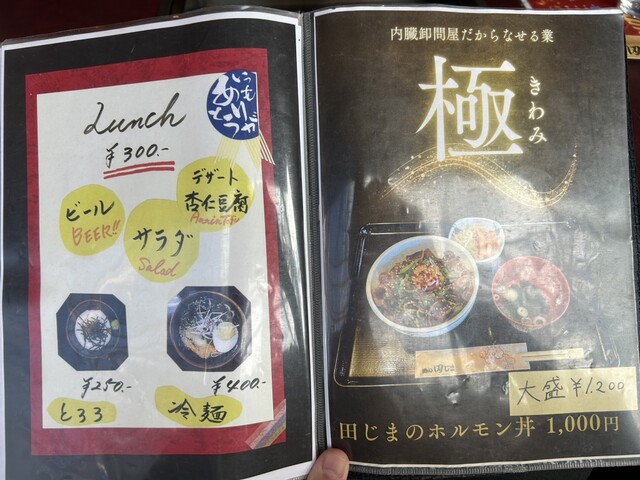 いつもありがとう
Lunch
¥300.-
デザート
杏仁豆腐
Annin Tofu
ビール
BEER!!
サラダ
Salad
¥250.-
とろろ
¥400.-
冷麺
内臓卸問屋だからなせる業
極
きわみ
大盛 ¥1,200
田じまのホルモン丼 1,000円